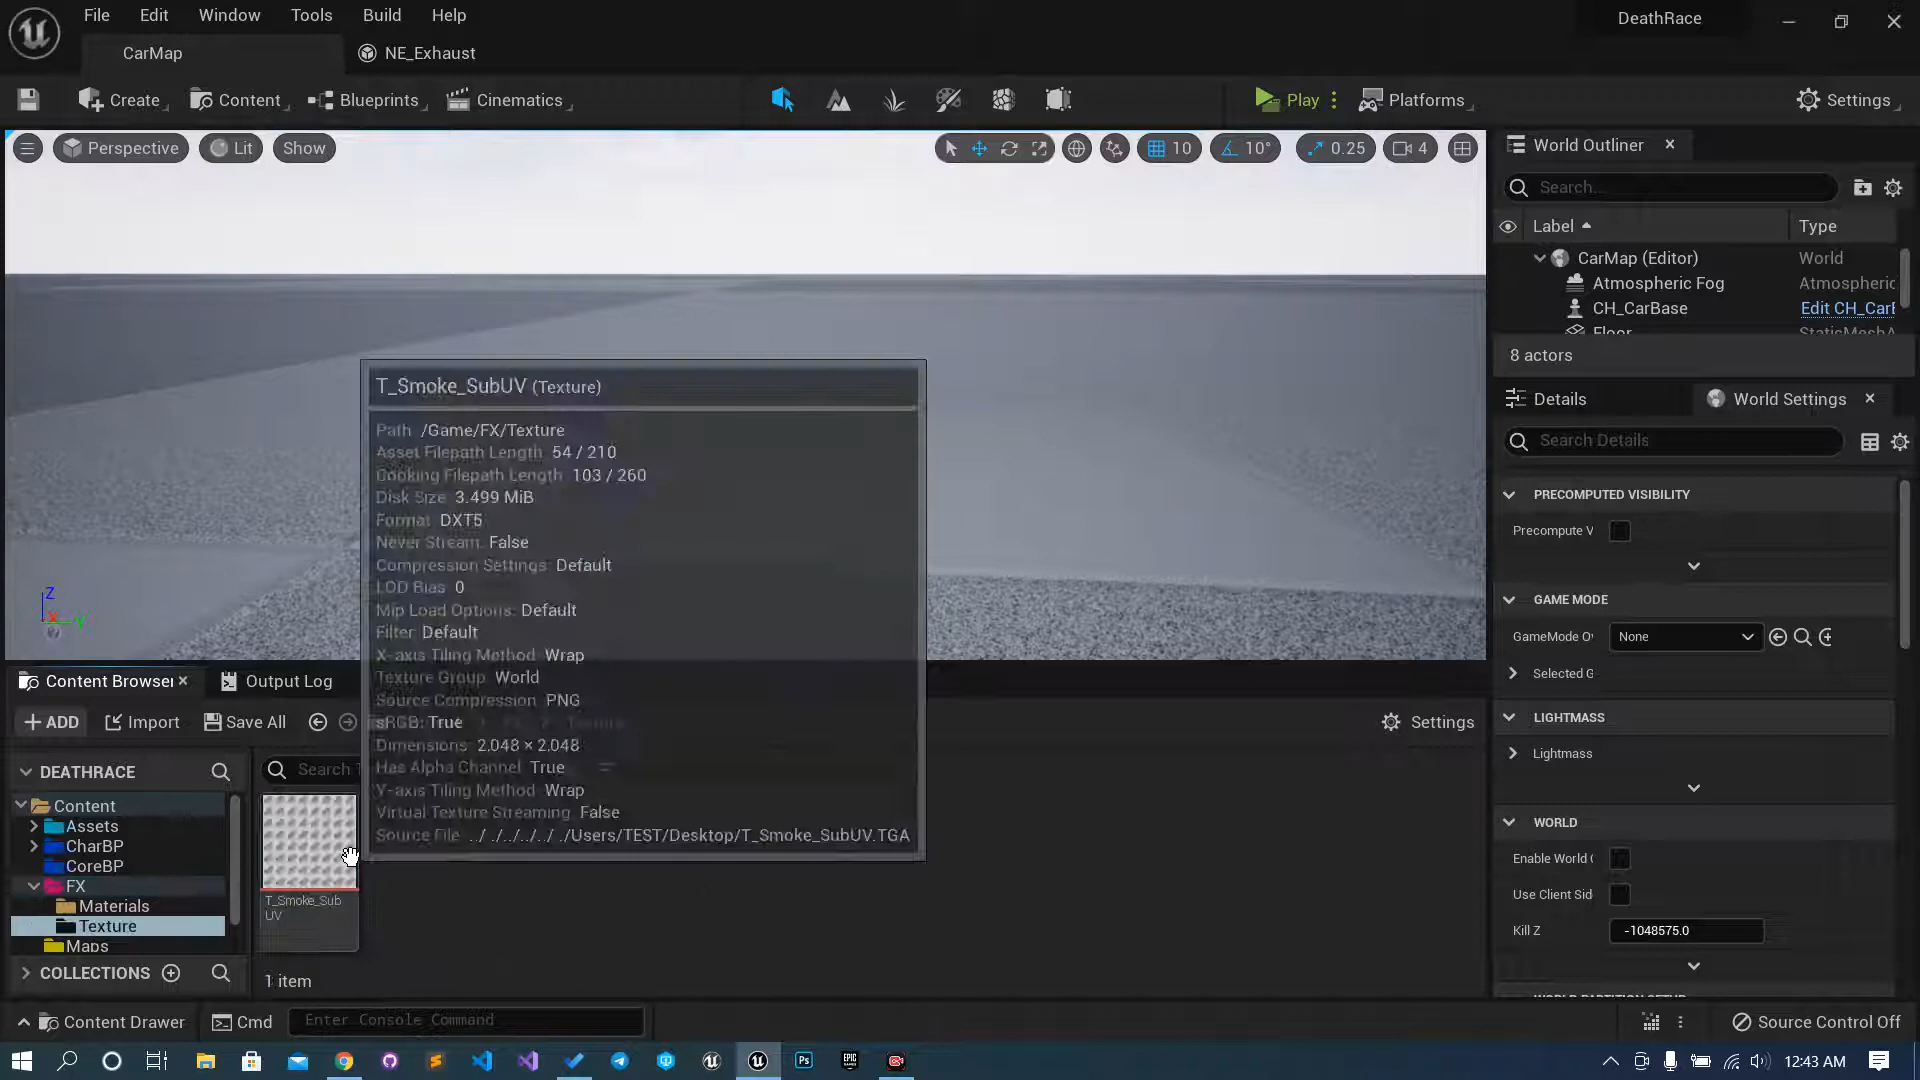 File Edit Window Tools Build Help
DeathRace
CarMap
NE_Exhaust
Create
Content
Blueprints
Cinematics
Play
Platforms
Settings
Perspective
Lit
Show
10
10°
0.25
4
World Outliner
Search...
Label
Type
CarMap (Editor) World
Atmospheric Fog Atmospheric
CH_CarBase Edit CH_CarB
Floor StaticMeshA
8 actors
Details
World Settings
Search Details
PRECOMPUTED VISIBILITY
Precompute V
GAME MODE
GameMode O
None
Selected G
LIGHTMASS
Lightmass
WORLD
Enable World
Use Client Sid
Kill Z
-1048575.0
T_Smoke_SubUV (Texture)
Path /Game/FX/Texture
Asset Filepath Length 54 / 210
Cooking Filepath Length 103 / 260
Disk Size 3.499 MiB
Format DXT5
Never Stream False
Compression Settings Default
LOD Bias 0
Mip Load Options Default
Filter Default
X-axis Tiling Method Wrap
Texture Group World
Source Compression PNG
sRGB True
Dimensions 2,048 × 2,048
Has Alpha Channel True
Y-axis Tiling Method Wrap
Virtual Texture Streaming False
Source File ../../../../../../Users/TEST/Desktop/T_Smoke_SubUV.TGA
Z
X
Y
Content Browser
Output Log
ADD
Import
Save All
Settings
DEATHRACE
Search
Content
Assets
CharBP
CoreBP
FX
Materials
Texture
Maps
COLLECTIONS
T_Smoke_Sub
UV
1 item
Content Drawer
Cmd
Enter Console Command
Source Control Off
Ps
EPIC
12:43 AM